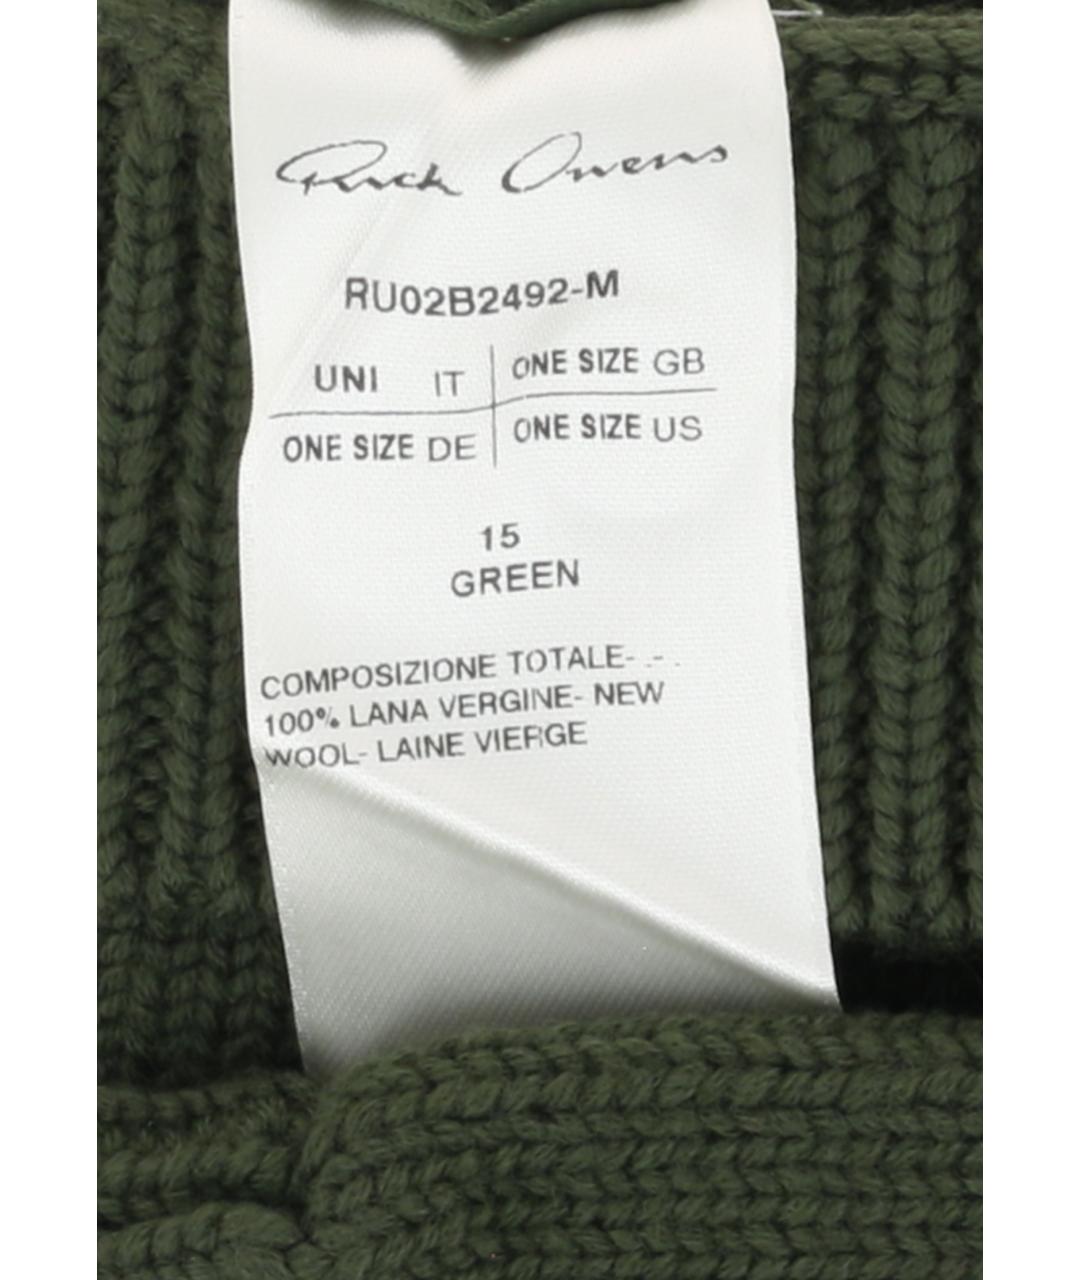 Rick Owens
RU02B2492-M
UNI IT ONE SIZE GB
ONE SIZE DE ONE SIZE US
15
GREEN
COMPOSIZIONE TOTALE- - -
100% LANA VERGINE- NEW
WOOL- LAINE VIERGE